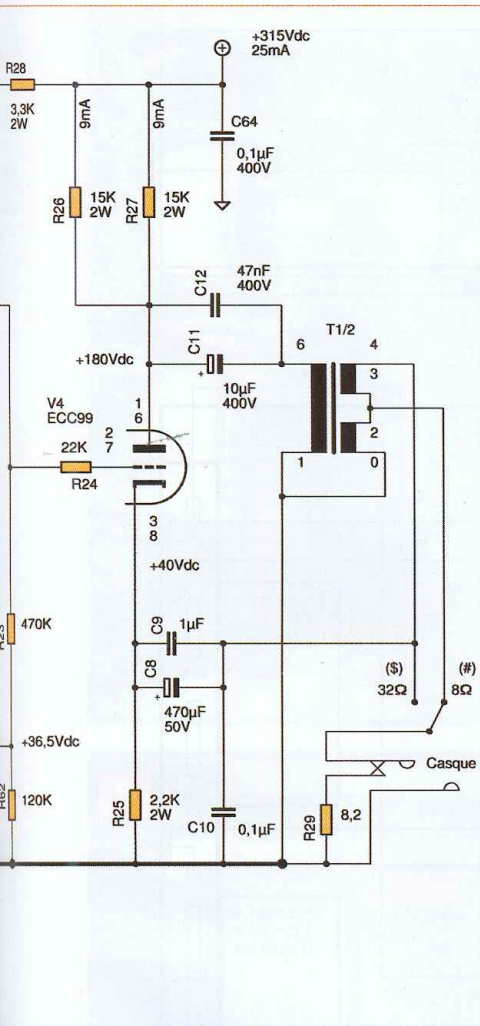 +315Vdc
25mA
R28
3,3K
2W
9mA
9mA
C64
0,1µF
400V
R26
15K
2W
R27
15K
2W
C12
47nF
400V
T1/2
C11
6
4
+180Vdc
3
10µF
400V
V4
ECC99
1
6
2
7
2
22K
R24
1
0
3
8
+40Vdc
470K
R23
C9
1µF
C8
($)
32Ω
(#)
8Ω
470µF
50V
+36,5Vdc
Casque
120K
R25
2,2K
2W
C10
0,1µF
R29
8,2